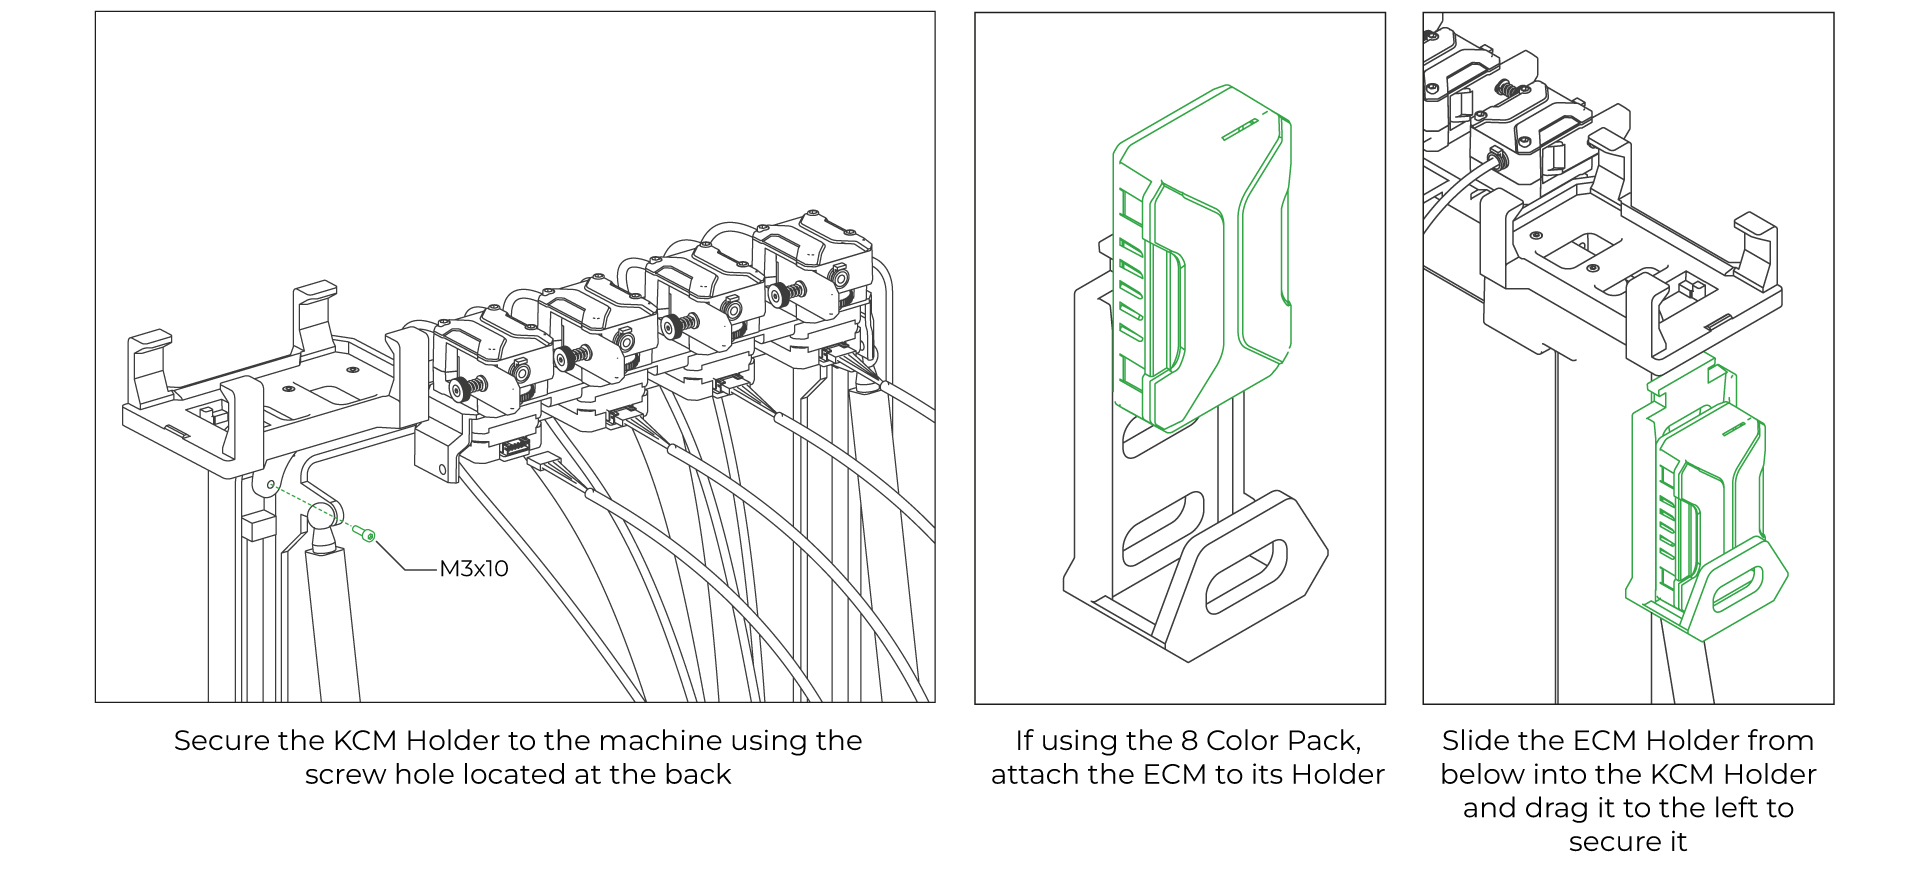 M3x10
Secure the KCM Holder to the machine using the
screw hole located at the back
If using the 8 Color Pack,
attach the ECM to its Holder
Slide the ECM Holder from
below into the KCM Holder
and drag it to the left to
secure it